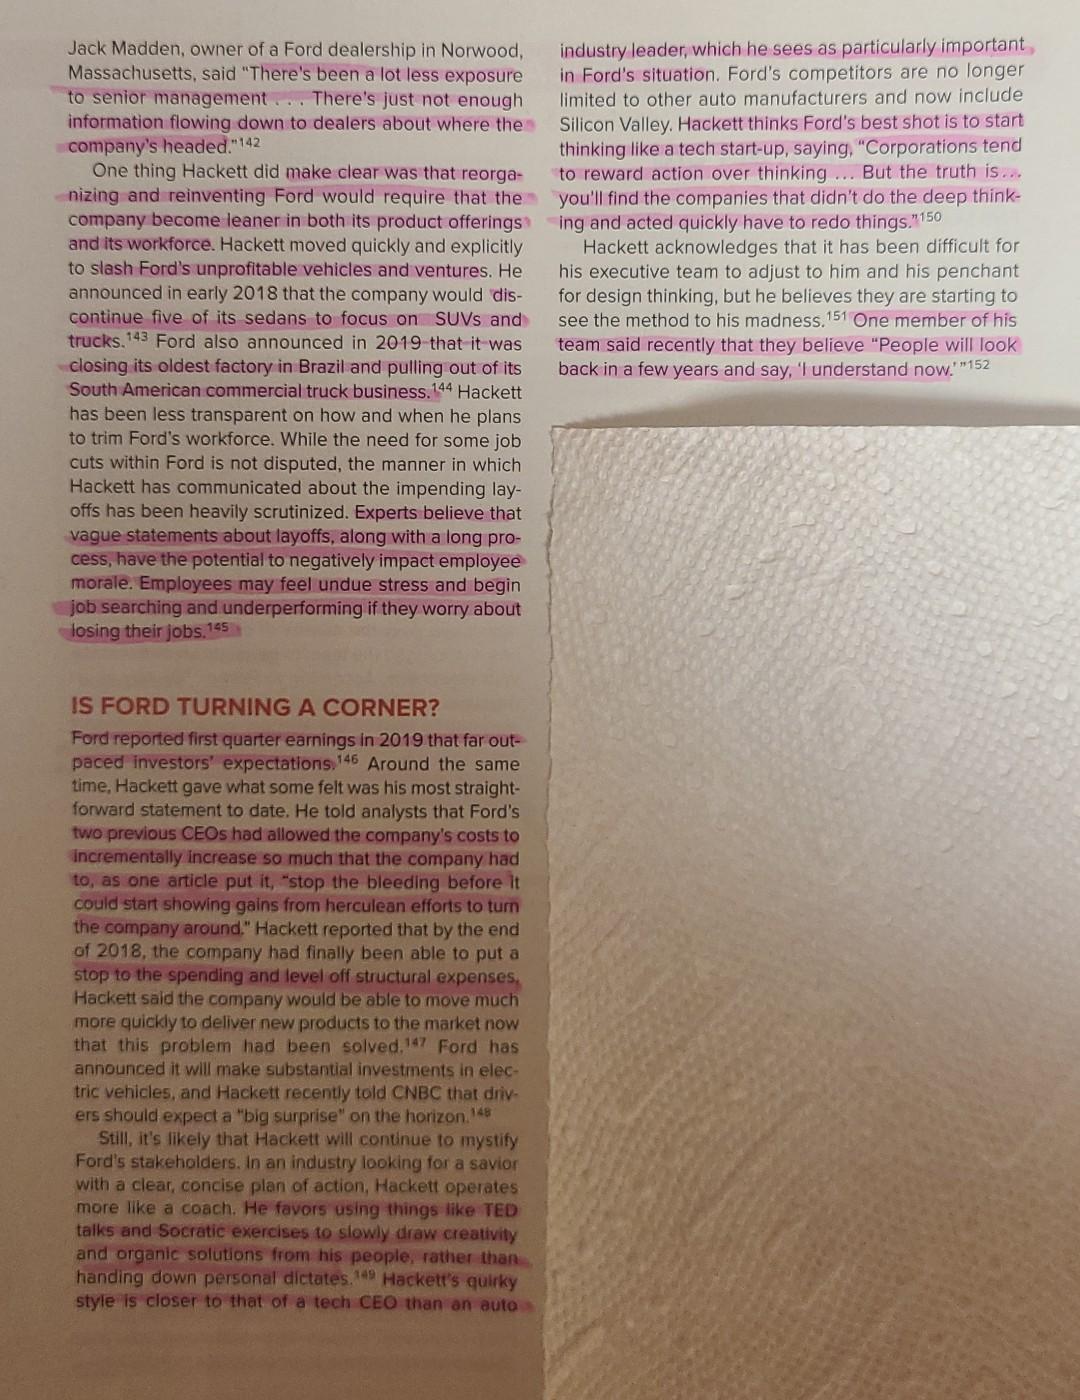 Jack Madden, owner of a Ford dealership in Norwood,
Massachusetts, said “There's been a lot less exposure
to senior management . . . There's just not enough
information flowing down to dealers about where the
company's headed.”142
One thing Hackett did make clear was that reorga-
nizing and reinventing Ford would require that the
company become leaner in both its product offerings
and its workforce. Hackett moved quickly and explicitly
to slash Ford's unprofitable vehicles and ventures. He
announced in early 2018 that the company would dis-
continue five of its sedans to focus on SUVs and
trucks.143 Ford also announced in 2019 that it was
closing its oldest factory in Brazil and pulling out of its
South American commercial truck business.144 Hackett
has been less transparent on how and when he plans
to trim Ford's workforce. While the need for some job
cuts within Ford is not disputed, the manner in which
Hackett has communicated about the impending lay-
offs has been heavily scrutinized. Experts believe that
vague statements about layoffs, along with a long pro-
cess, have the potential to negatively impact employee
morale. Employees may feel undue stress and begin
job searching and underperforming if they worry about
losing their jobs.145
IS FORD TURNING A CORNER?
Ford reported first quarter earnings in 2019 that far out-
paced investors' expectations.146 Around the same
time, Hackett gave what some felt was his most straight-
forward statement to date. He told analysts that Ford's
two previous CEOs had allowed the company's costs to
incrementally increase so much that the company had
to, as one article put it, “stop the bleeding before it
could start showing gains from herculean efforts to turn
the company around.” Hackett reported that by the end
of 2018, the company had finally been able to put a
stop to the spending and level off structural expenses.
Hackett said the company would be able to move much
more quickly to deliver new products to the market now
that this problem had been solved.147 Ford has
announced it will make substantial investments in elec-
tric vehicles, and Hackett recently told CNBC that driv-
ers should expect a “big surprise” on the horizon.148
Still, it's likely that Hackett will continue to mystify
Ford's stakeholders. In an industry looking for a savior
with a clear, concise plan of action, Hackett operates
more like a coach. He favors using things like TED
talks and Socratic exercises to slowly draw creativity
and organic solutions from his people, rather than
handing down personal dictates.149 Hackett's quirky
style is closer to that of a tech CEO than an auto
industry leader, which he sees as particularly important
in Ford's situation. Ford's competitors are no longer
limited to other auto manufacturers and now include
Silicon Valley. Hackett thinks Ford's best shot is to start
thinking like a tech start-up, saying, “Corporations tend
to reward action over thinking ... But the truth is...
you'll find the companies that didn't do the deep think-
ing and acted quickly have to redo things.”150
Hackett acknowledges that it has been difficult for
his executive team to adjust to him and his penchant
for design thinking, but he believes they are starting to
see the method to his madness.151 One member of his
team said recently that they believe “People will look
back in a few years and say, ‘I understand now.’”152